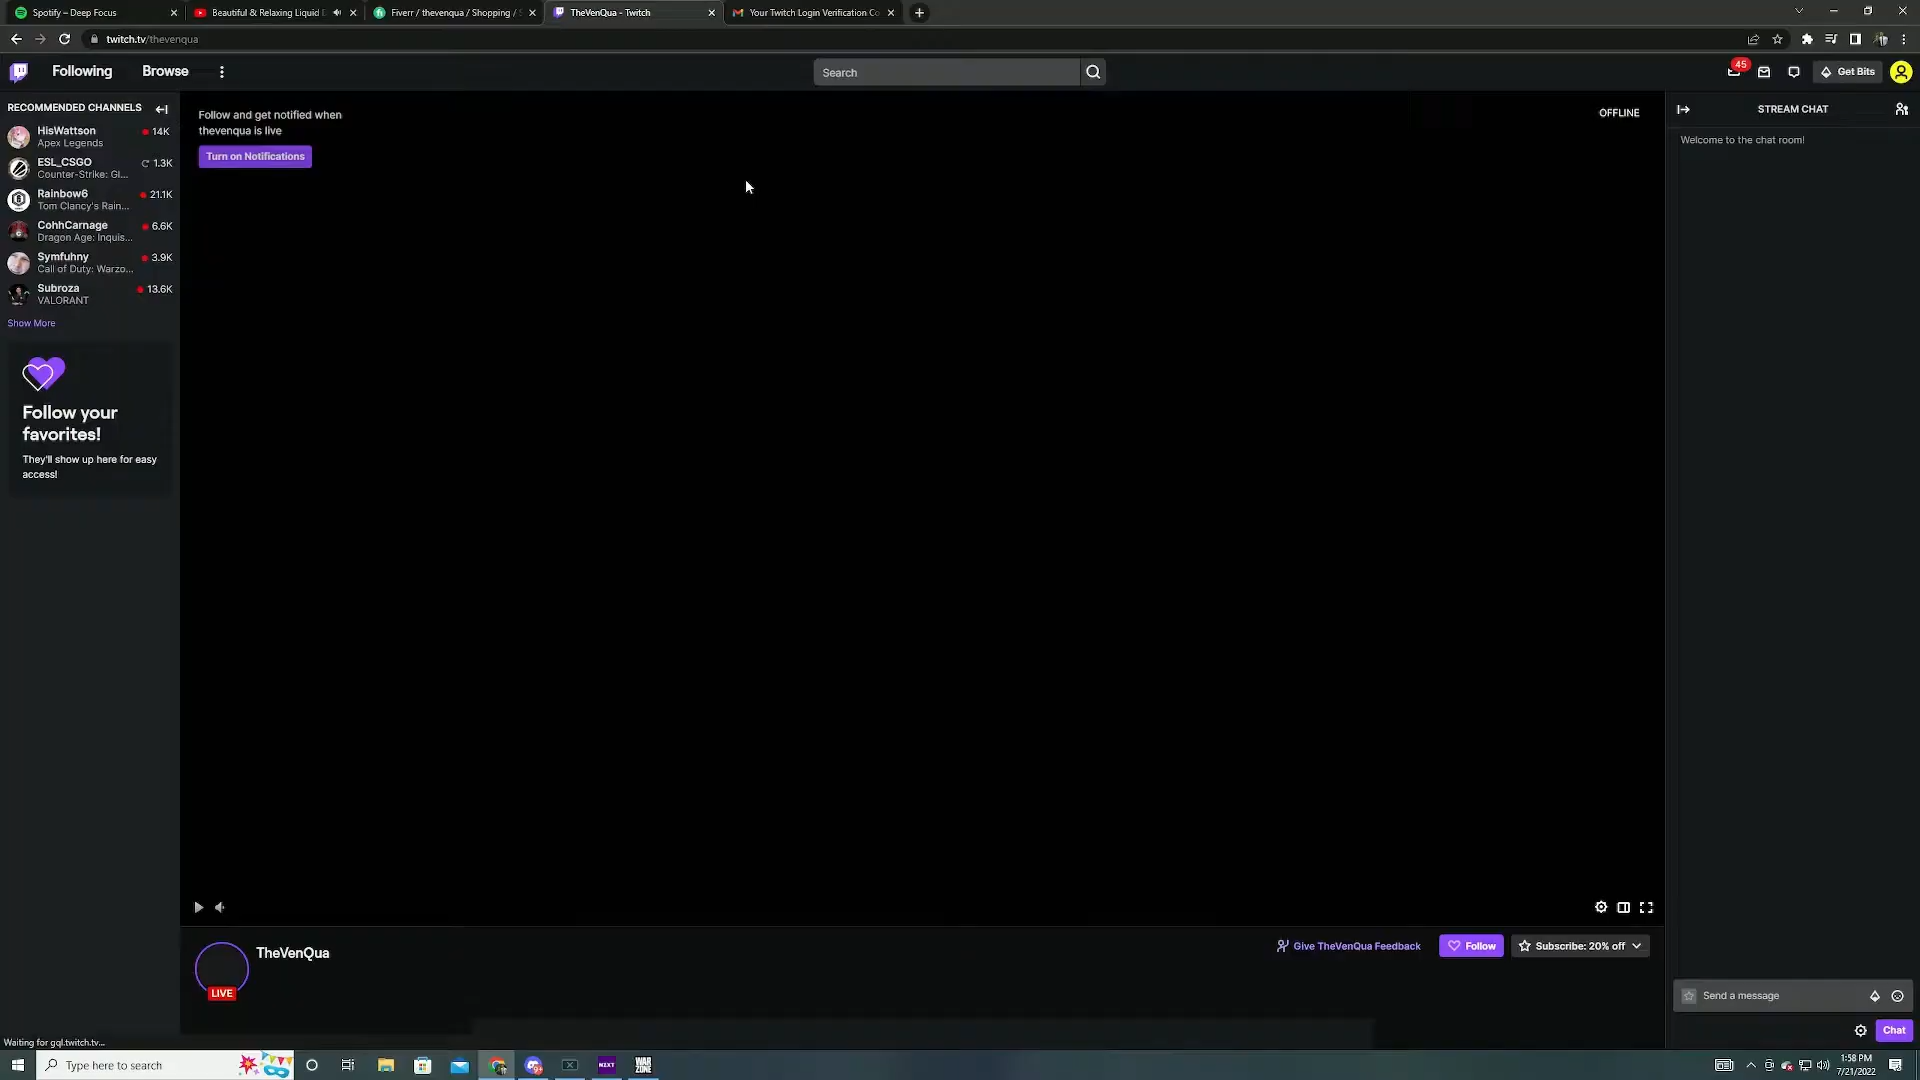 Spotify – Deep Focus
Beautiful & Relaxing Liquid D
Fiverr / thevenqua / Shopping / S
TheVenQua - Twitch
Your Twitch Login Verification Co
twitch.tv/thevenqua
Following
Browse
Search
45
Get Bits
RECOMMENDED CHANNELS
HisWattson
14K
Apex Legends
ESL_CSGO
1.3K
Counter-Strike: Gl...
Rainbow6
21.1K
Tom Clancy's Rain...
CohhCarnage
6.6K
Dragon Age: Inquis...
Symfuhny
3.9K
Call of Duty: Warzo...
Subroza
13.6K
VALORANT
Show More
Follow your
favorites!
They'll show up here for easy
access!
Follow and get notified when
thevenqua is live
Turn on Notifications
OFFLINE
STREAM CHAT
Welcome to the chat room!
TheVenQua
LIVE
Give TheVenQua Feedback
Follow
Subscribe: 20% off
Send a message
Chat
Waiting for gql.twitch.tv...
Type here to search
9+
NZXT
WAR
ZONE
1:58 PM
7/21/2022